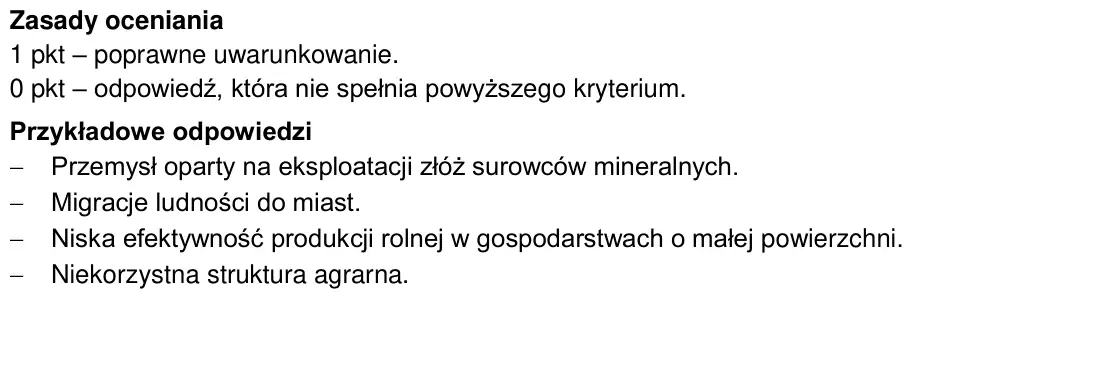 Zasady oceniania
1 pkt – poprawne uwarunkowanie.
0 pkt – odpowiedź, która nie spełnia powyższego kryterium.
Przykładowe odpowiedzi
– Przemysł oparty na eksploatacji złóż surowców mineralnych.
– Migracje ludności do miast.
– Niska efektywność produkcji rolnej w gospodarstwach o małej powierzchni.
– Niekorzystna struktura agrarna.